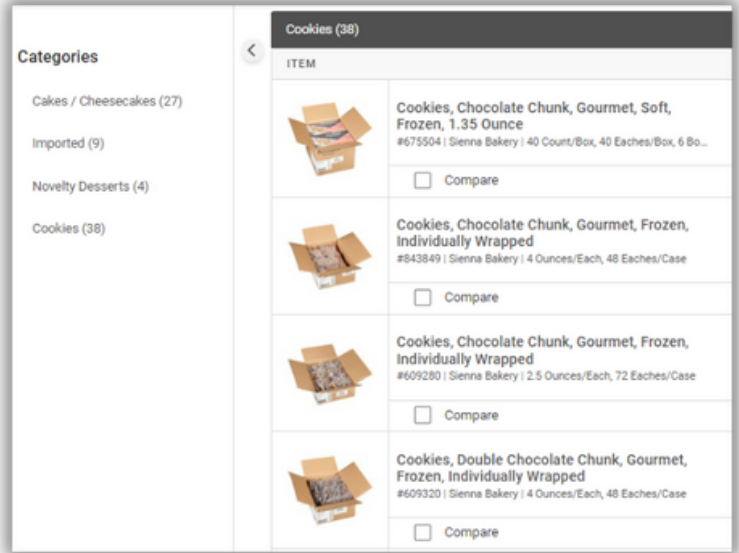 Categories
Cakes / Cheesecakes (27)
Imported (9)
Novelty Desserts (4)
Cookies (38)
Cookies (38)
ITEM
Cookies, Chocolate Chunk, Gourmet, Soft,
Frozen, 1.35 Ounce
#675504 | Sienna Bakery | 40 Count/Box, 40 Eaches/Box, 6 Bo...
Compare
Cookies, Chocolate Chunk, Gourmet, Frozen,
Individually Wrapped
#843849 | Sienna Bakery | 4 Ounces/Each, 48 Eaches/Case
Compare
Cookies, Chocolate Chunk, Gourmet, Frozen,
Individually Wrapped
#609280 | Sienna Bakery | 2.5 Ounces/Each, 72 Eaches/Case
Compare
Cookies, Double Chocolate Chunk, Gourmet,
Frozen, Individually Wrapped
#609320 | Sienna Bakery | 4 Ounces/Each, 48 Eaches/Case
Compare